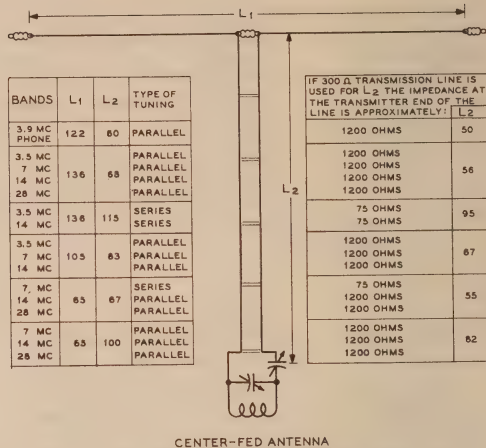 L1
BANDS L1 L2 TYPE OF TUNING
3.9 MC PHONE 122 60 PARALLEL
3.5 MC PARALLEL
7 MC PARALLEL
14 MC PARALLEL
28 MC PARALLEL
136 68
3.5 MC SERIES
14 MC SERIES
136 115
3.5 MC PARALLEL
7 MC PARALLEL
14 MC PARALLEL
105 83
7 MC SERIES
14 MC PARALLEL
28 MC PARALLEL
65 67
7 MC PARALLEL
14 MC PARALLEL
28 MC PARALLEL
65 100
L2
IF 300 Ω TRANSMISSION LINE IS
USED FOR L2 THE IMPEDANCE AT
THE TRANSMITTER END OF THE
LINE IS APPROXIMATELY: L2
1200 OHMS 50
1200 OHMS
1200 OHMS
1200 OHMS
1200 OHMS
56
75 OHMS
75 OHMS
95
1200 OHMS
1200 OHMS
1200 OHMS
67
75 OHMS
1200 OHMS
1200 OHMS
55
1200 OHMS
1200 OHMS
1200 OHMS
82
CENTER-FED ANTENNA